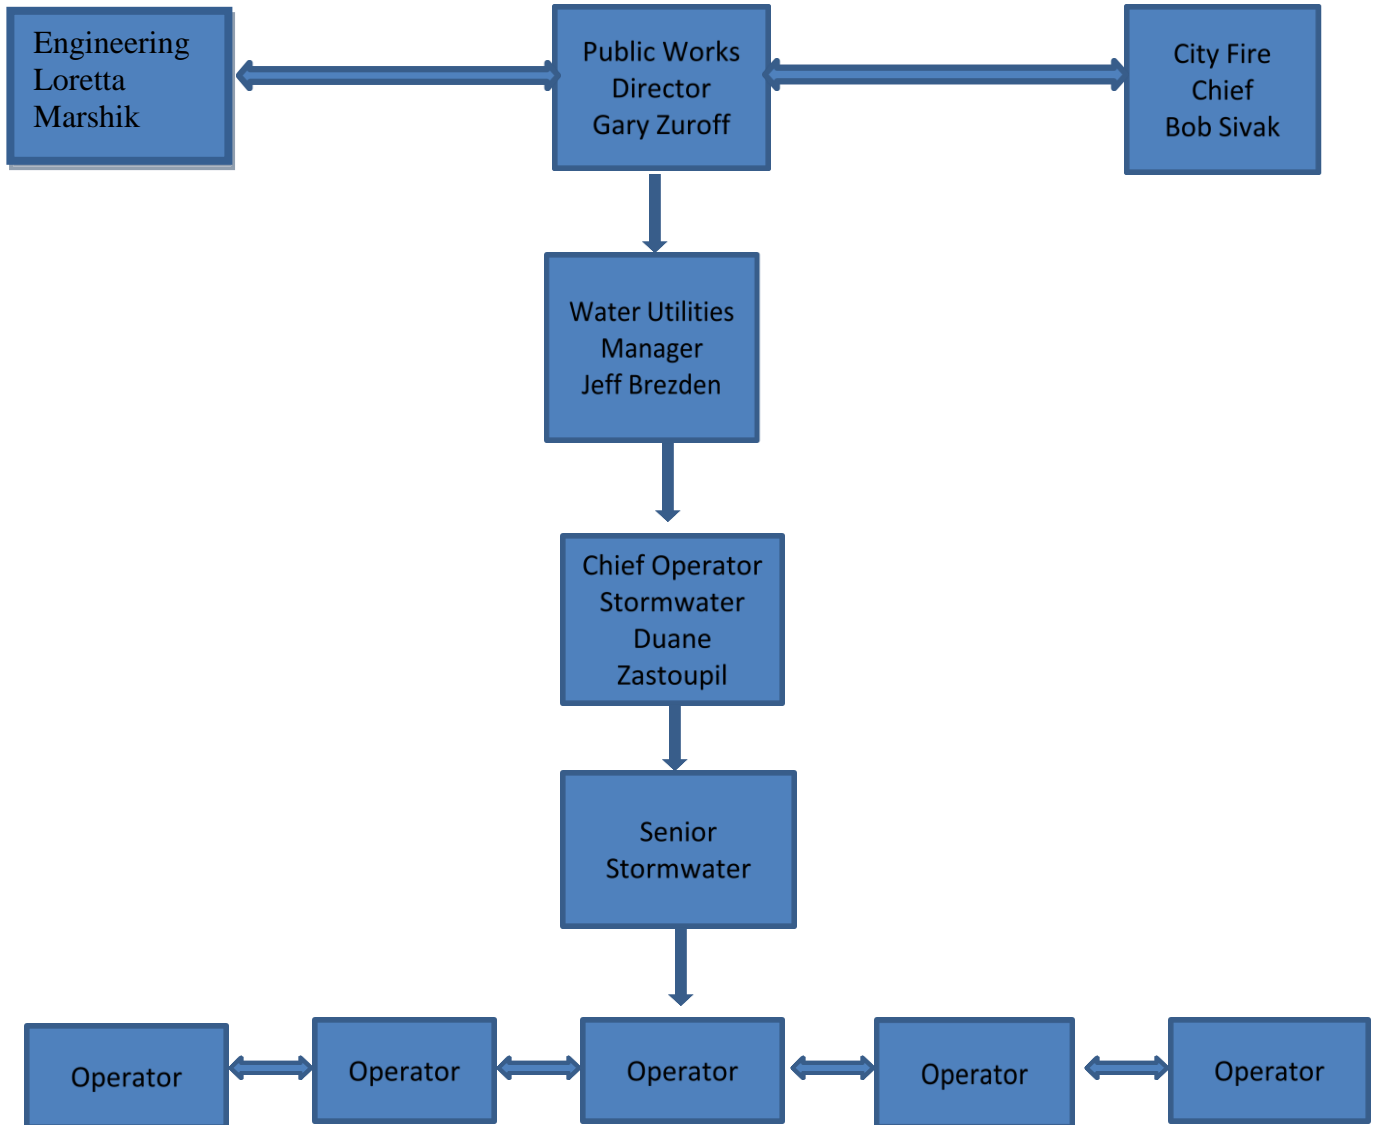 Engineering
Loretta
Marshik
Public Works
Director
Gary Zuroff
City Fire
Chief
Bob Sivak
Water Utilities
Manager
Jeff Brezden
Chief Operator
Stormwater
Duane
Zastoupil
Senior
Stormwater
Operator
Operator
Operator
Operator
Operator